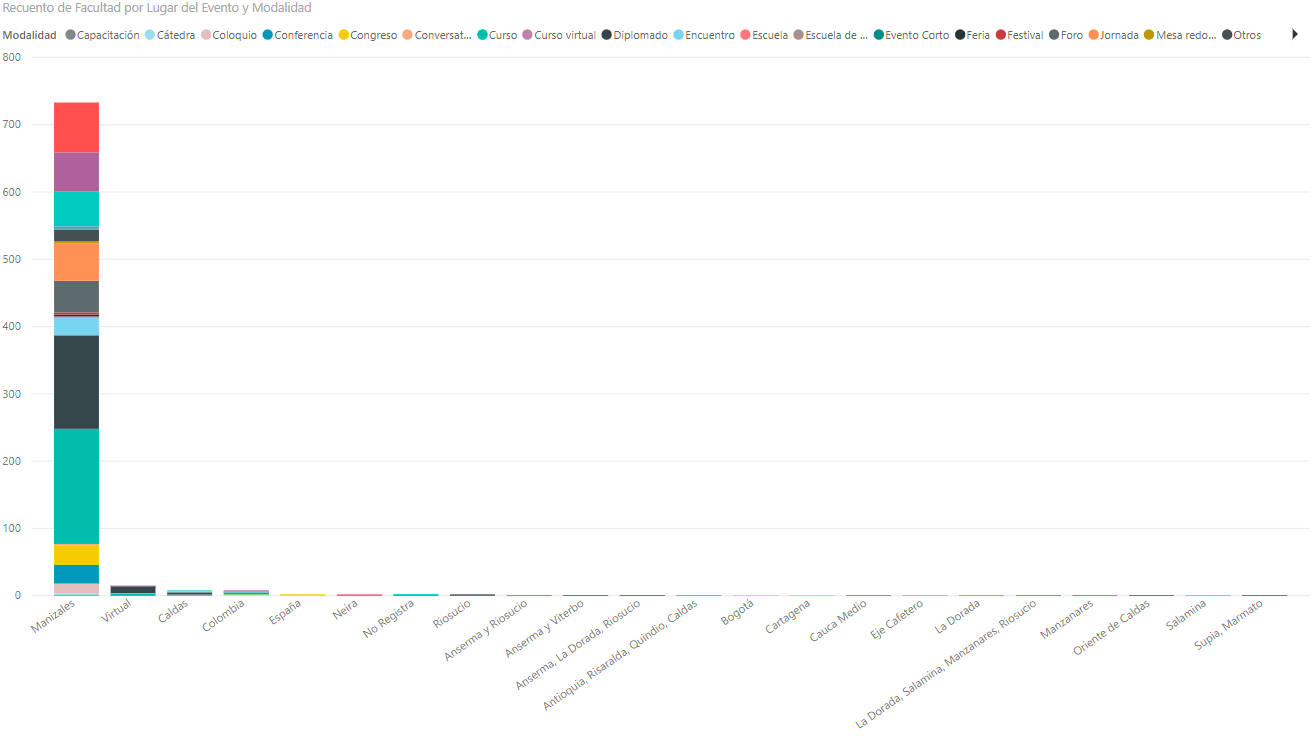 Recuento de Facultad por Lugar del Evento y Modalidad
Modalidad Capacitación Cátedra Coloquio Conferencia Congreso Conversat... Curso Curso virtual Diplomado Encuentro Escuela Escuela de ... Evento Corto Feria Festival Foro Jornada Mesa redo... Otros
800
700
600
500
400
300
200
100
0
Manizales
Virtual
Caldas
Colombia
España
Neira
No Registra
Riosucio
Anserma y Riosucio
Anserma y Viterbo
Anserma, La Dorada, Riosucio
Antioquia, Risaralda, Quindio, Caldas
Bogotá
Cartagena
Cauca Medio
Eje Cafetero
La Dorada
La Dorada, Salamina, Manzanares, Riosucio
Manzanares
Oriente de Caldas
Salamina
Supia, Marmato